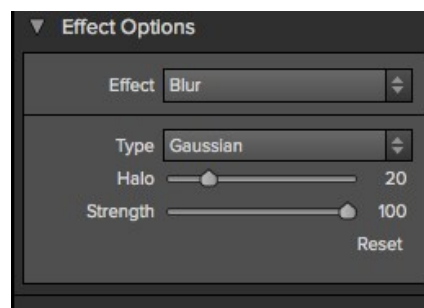 Effect Options
Effect Blur
Type Gaussian
Halo 20
Strength 100
Reset